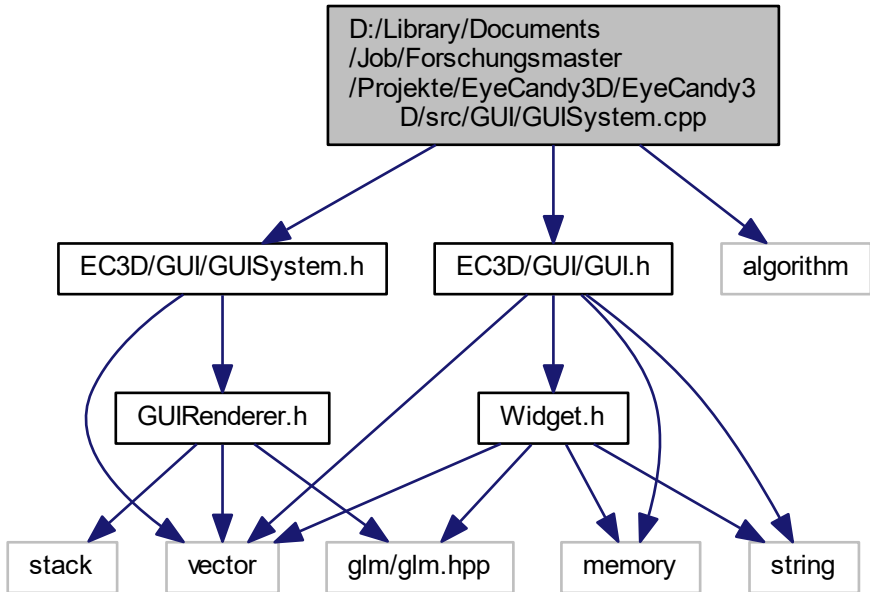 D:/Library/Documents
/Job/Forschungsmaster
/Projekte/EyeCandy3D/EyeCandy3
D/src/GUI/GUISystem.cpp
EC3D/GUI/GUISystem.h
EC3D/GUI/GUI.h
algorithm
GUIRenderer.h
Widget.h
stack
vector
glm/glm.hpp
memory
string